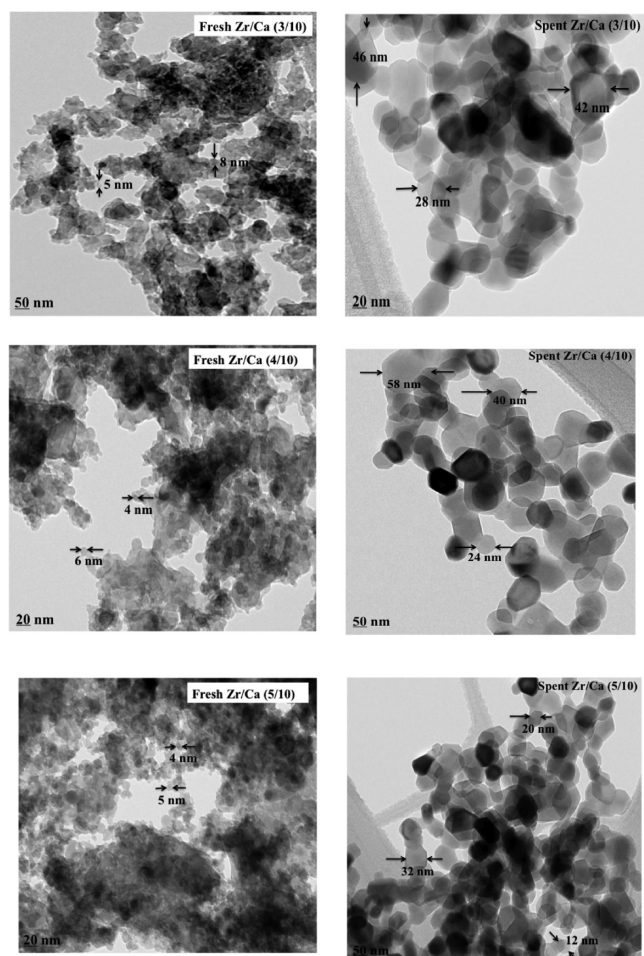 Fresh Zr/Ca (3/10)
8 nm
5 nm
50 nm
Spent Zr/Ca (3/10)
46 nm
42 nm
28 nm
20 nm
Fresh Zr/Ca (4/10)
4 nm
6 nm
20 nm
Spent Zr/Ca (4/10)
58 nm
40 nm
24 nm
50 nm
Fresh Zr/Ca (5/10)
4 nm
5 nm
20 nm
Spent Zr/Ca (5/10)
20 nm
32 nm
12 nm
50 nm